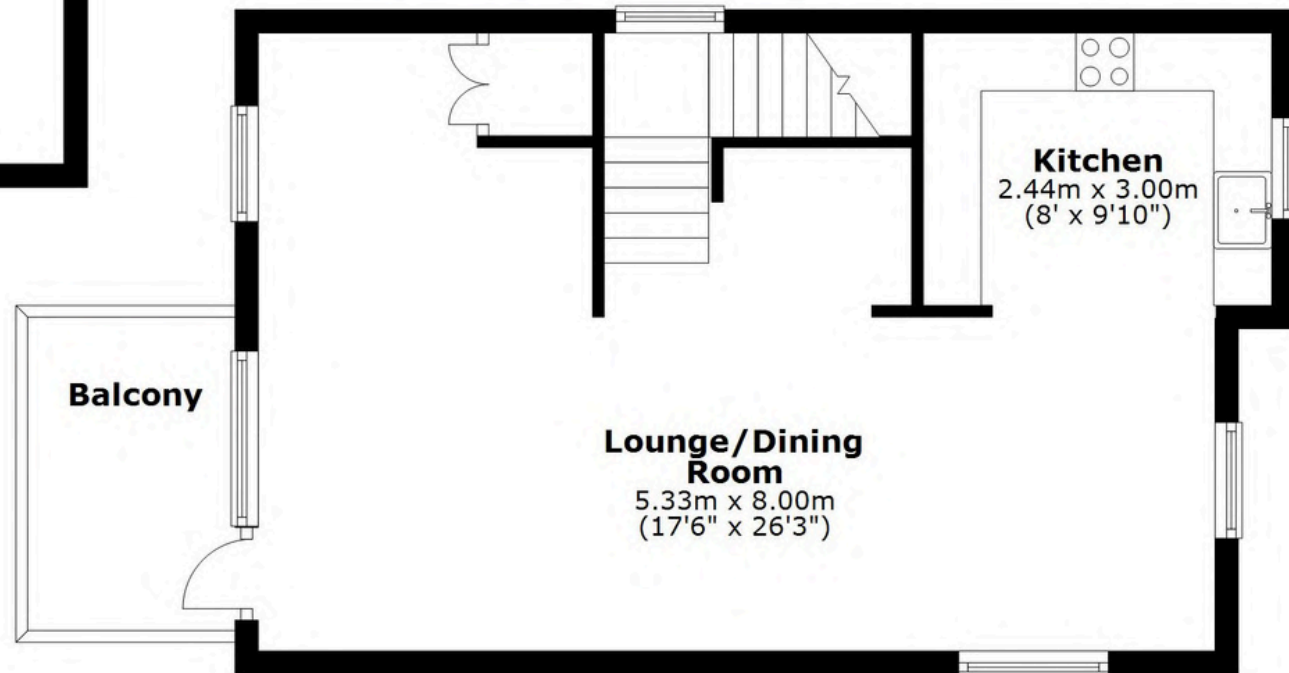 Kitchen
2.44m x 3.00m
(8' x 9'10")
Balcony
Lounge/Dining
Room
5.33m x 8.00m
(17'6" x 26'3")